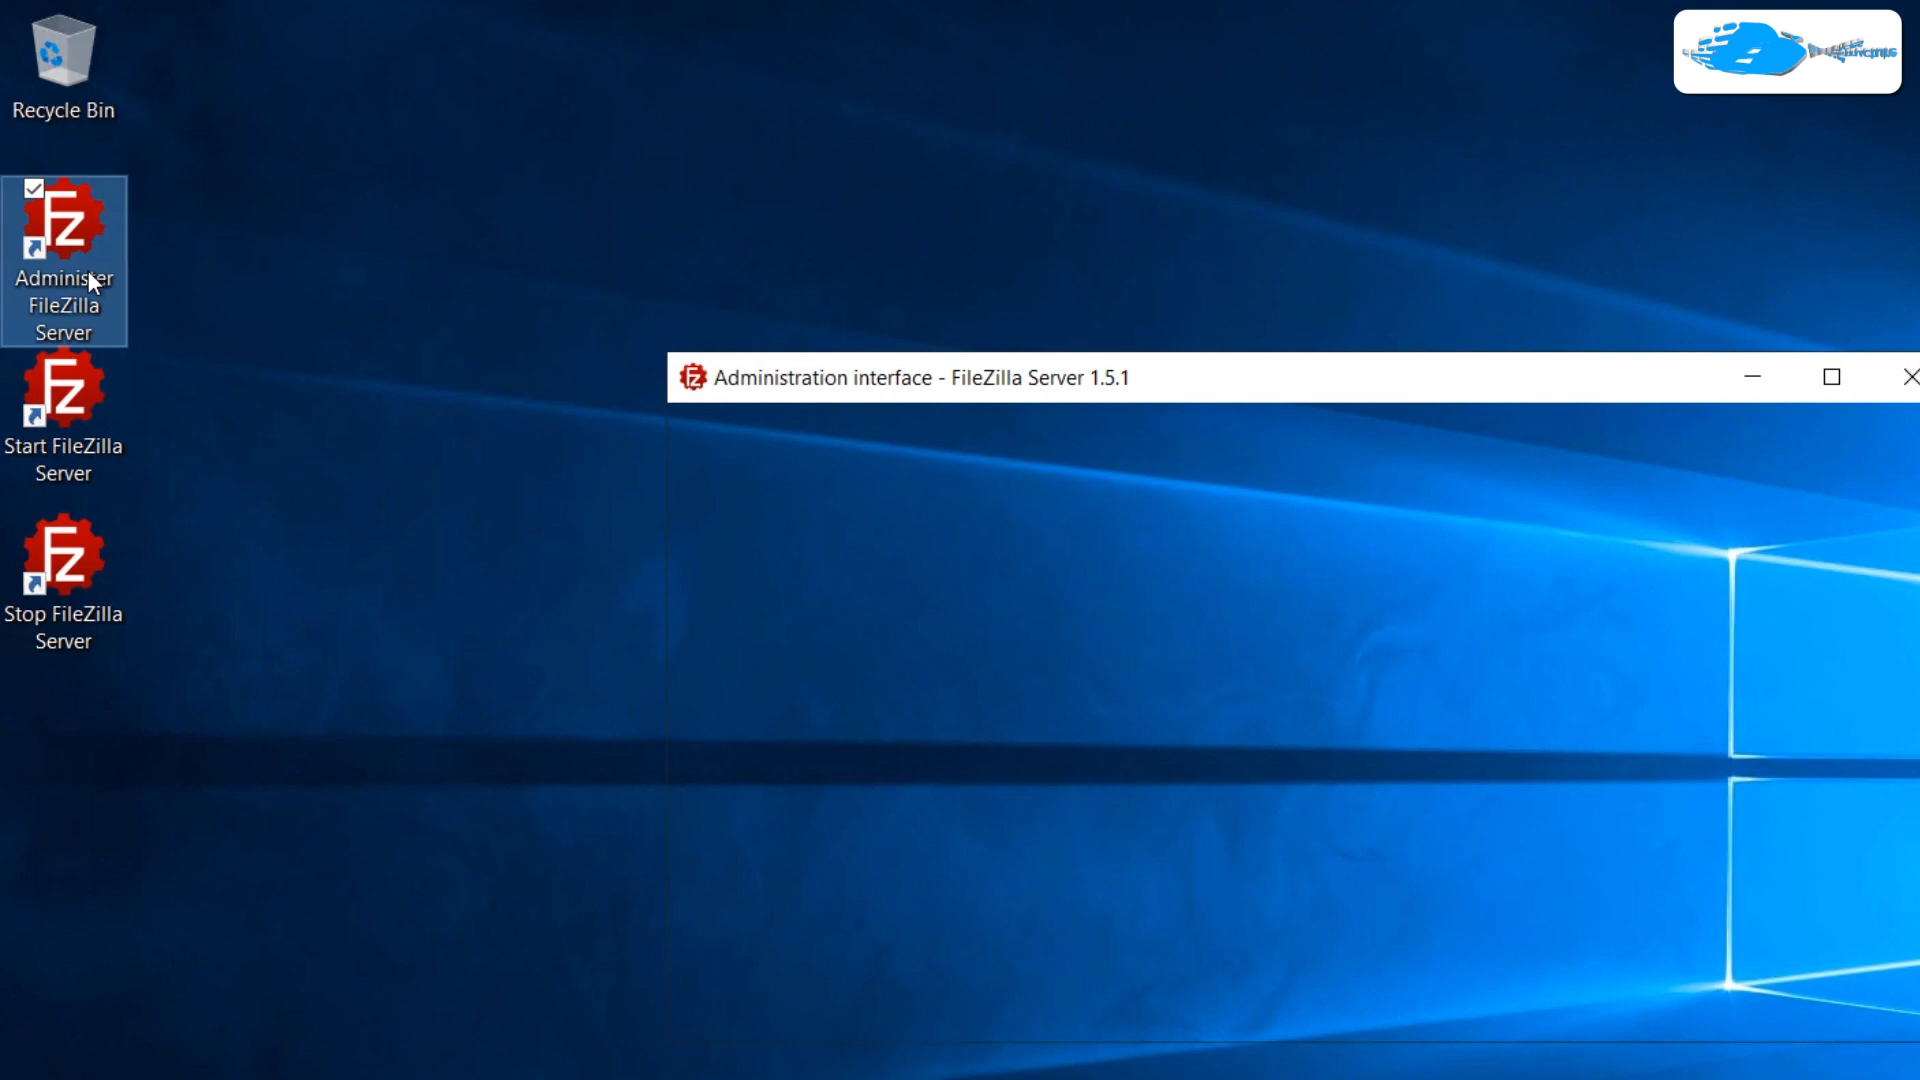 Recycle Bin
Administer
FileZilla
Server
Start FileZilla
Server
Stop FileZilla
Server
Administration interface - FileZilla Server 1.5.1